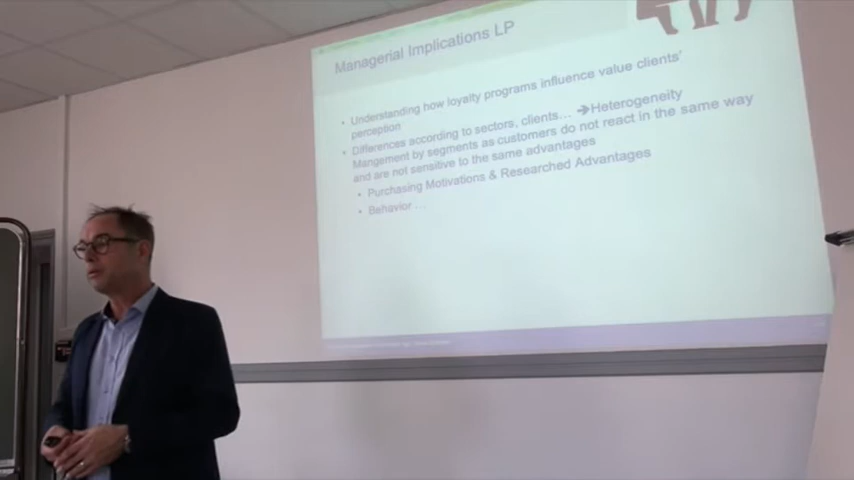 Managerial Implications LP
• Understanding how loyalty programs influence value clients'
perception
• Differences according to sectors, clients… ➔Heterogeneity
Mangement by segments as customers do not react in the same way
and are not sensitive to the same advantages
• Purchasing Motivations & Researched Advantages
• Behavior …